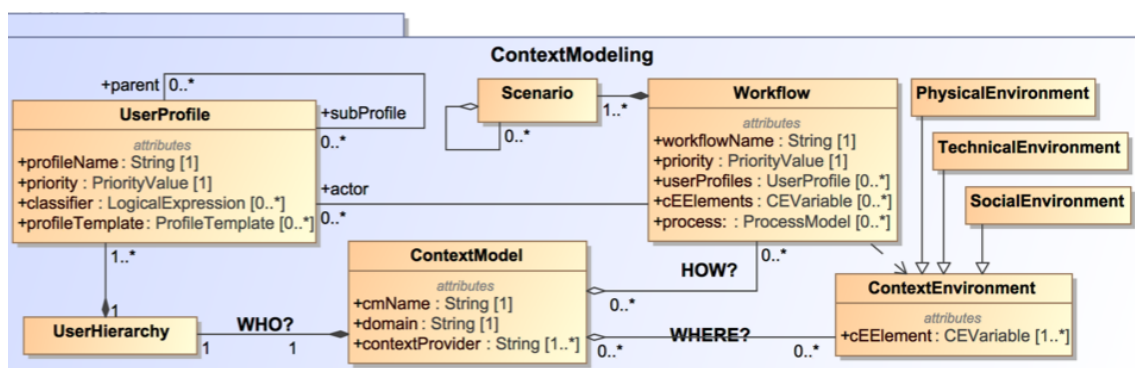 ContextModeling
+parent 0..*
+subProfile
0..*
UserProfile
attributes
+profileName : String [1]
+priority : PriorityValue [1]
+classifier : LogicalExpression [0..*]
+profileTemplate: ProfileTemplate [0..*]
Scenario
0..*
1..*
Workflow
attributes
+workflowName : String [1]
+priority : PriorityValue [1]
+userProfiles : UserProfile [0..*]
+cEElements : CEVariable [0..*]
+process: : ProcessModel [0..*]
PhysicalEnvironment
TechnicalEnvironment
SocialEnvironment
+actor
0..*
1..*
1
UserHierarchy
1
WHO?
1
ContextModel
attributes
+cmName : String [1]
+domain : String [1]
+contextProvider : String [1..*]
HOW?
0..*
0..*
WHERE?
0..*
0..*
ContextEnvironment
attributes
+cEElement : CEVariable [1..*]